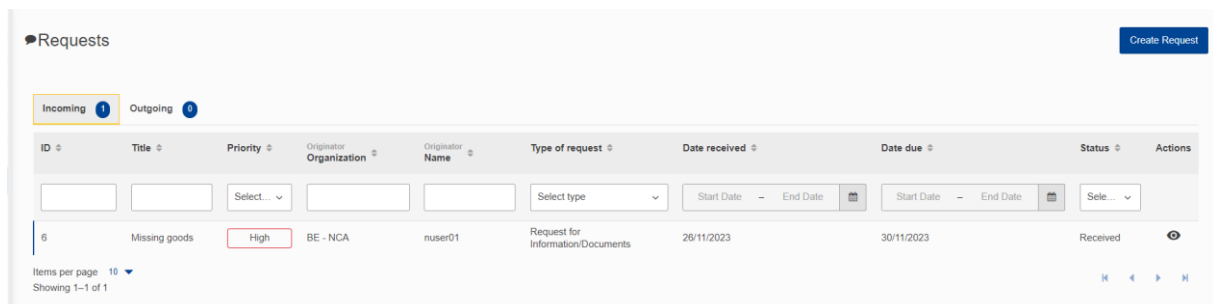 Requests
Create Request
Incoming 1 Outgoing 0
ID Title Priority Originator Organization Originator Name Type of request Date received Date due Status Actions
Select... Select type Start Date – End Date Start Date – End Date Sele...
6 Missing goods High BE - NCA nuser01 Request for Information/Documents 26/11/2023 30/11/2023 Received
Items per page 10
Showing 1–1 of 1